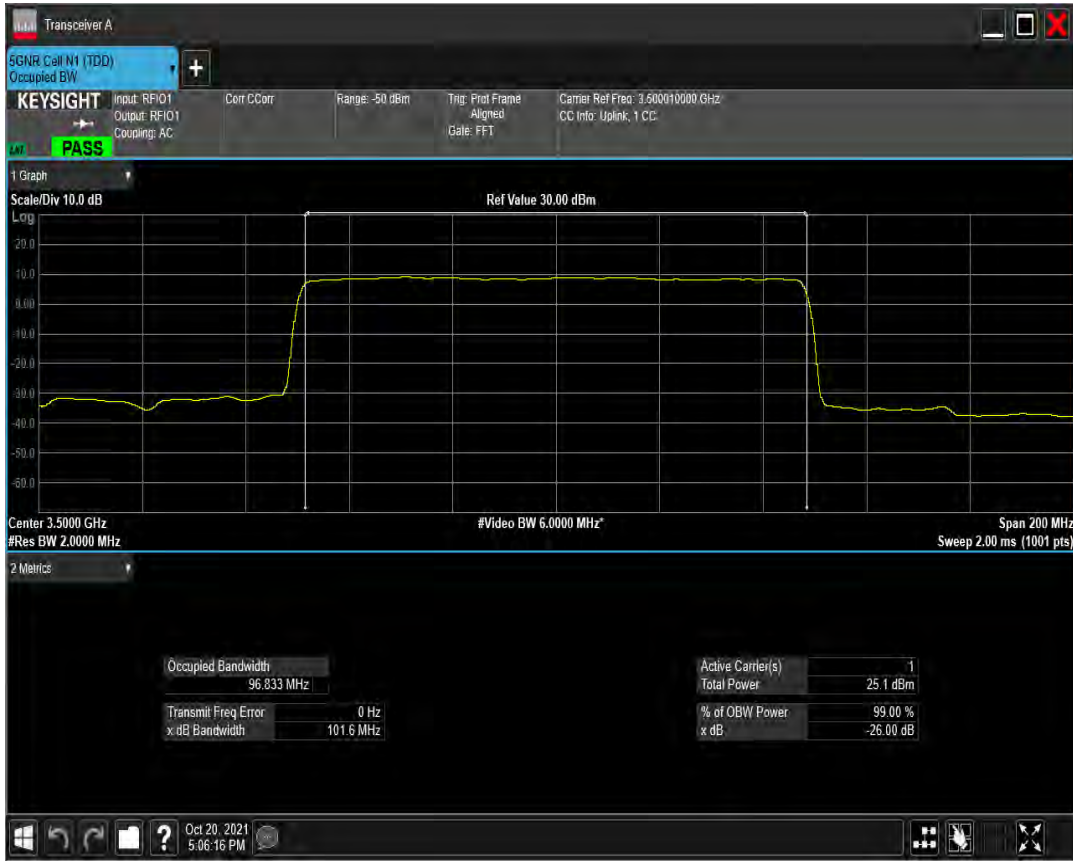 Transceiver A
5GNR Cell N1 (TDD)
Occupied BW
+
KEYSIGHT
PASS
Input: RFIO1
Output: RFIO1
Coupling: AC
Corr CCorr
Range: -50 dBm
Trig: Prot Frame
Aligned
Gate: FFT
Carrier Ref Freq: 3.500010000 GHz
CC Info: Uplink, 1 CC
1 Graph
Scale/Div 10.0 dB
Ref Value 30.00 dBm
Log
20.0
10.0
0.00
-10.0
-20.0
-30.0
-40.0
-50.0
-60.0
Center 3.5000 GHz
#Video BW 6.0000 MHz*
Span 200 MHz
#Res BW 2.0000 MHz
Sweep 2.00 ms (1001 pts)
2 Metrics
Occupied Bandwidth
96.833 MHz
Transmit Freq Error 0 Hz
x dB Bandwidth 101.6 MHz
Active Carrier(s) 1
Total Power 25.1 dBm
% of OBW Power 99.00 %
x dB -26.00 dB
?
Oct 20, 2021
5:06:16 PM